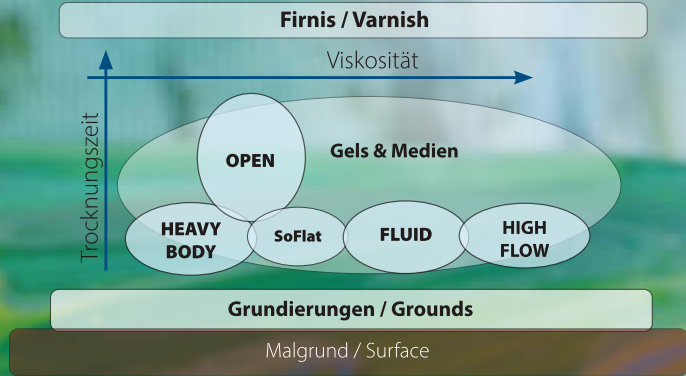 Firnis / Varnish
Viskosität
Trocknungszeit
OPEN
Gels & Medien
HEAVY
BODY
SoFlat
FLUID
HIGH
FLOW
Grundierungen / Grounds
Malgrund / Surface